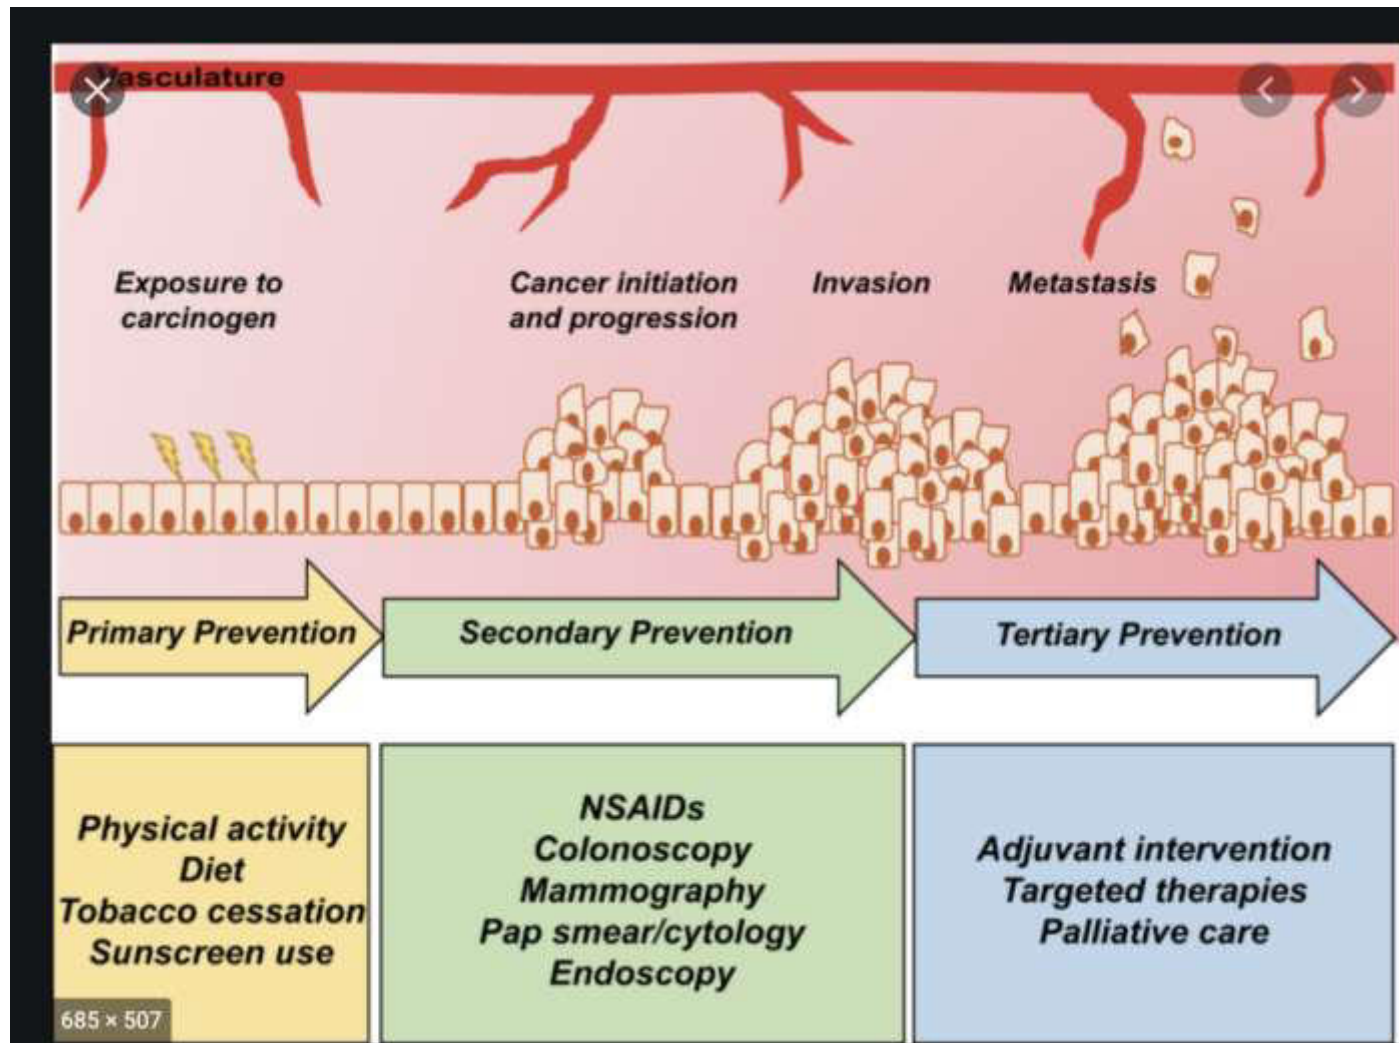 Vasculature
Exposure to
carcinogen
Cancer initiation
and progression
Invasion
Metastasis
Primary Prevention
Secondary Prevention
Tertiary Prevention
Physical activity
Diet
Tobacco cessation
Sunscreen use
NSAIDs
Colonoscopy
Mammography
Pap smear/cytology
Endoscopy
Adjuvant intervention
Targeted therapies
Palliative care
685 × 507